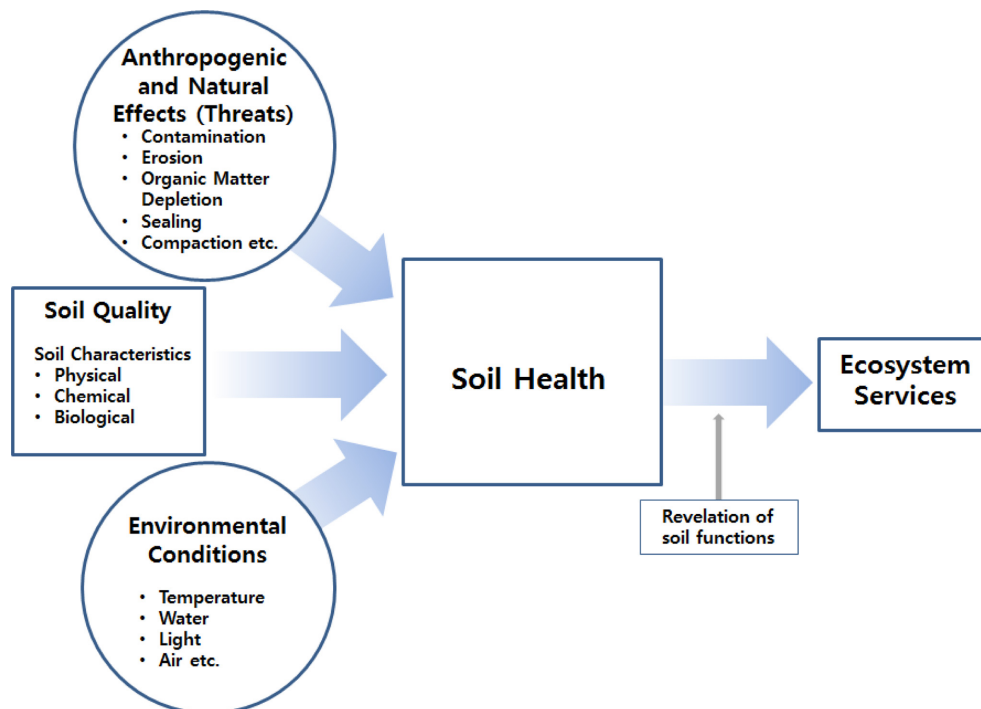 Anthropogenic
and Natural
Effects (Threats)
• Contamination
• Erosion
• Organic Matter
Depletion
• Sealing
• Compaction etc.
Soil Quality
Soil Characteristics
• Physical
• Chemical
• Biological
Environmental
Conditions
• Temperature
• Water
• Light
• Air etc.
Soil Health
Revelation of
soil functions
Ecosystem
Services